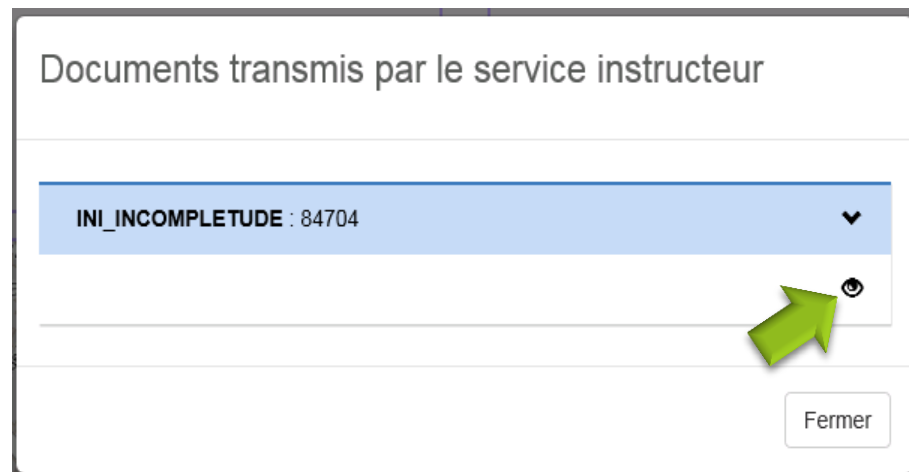 Documents transmis par le service instructeur
INI_INCOMPLETUDE : 84704
Fermer